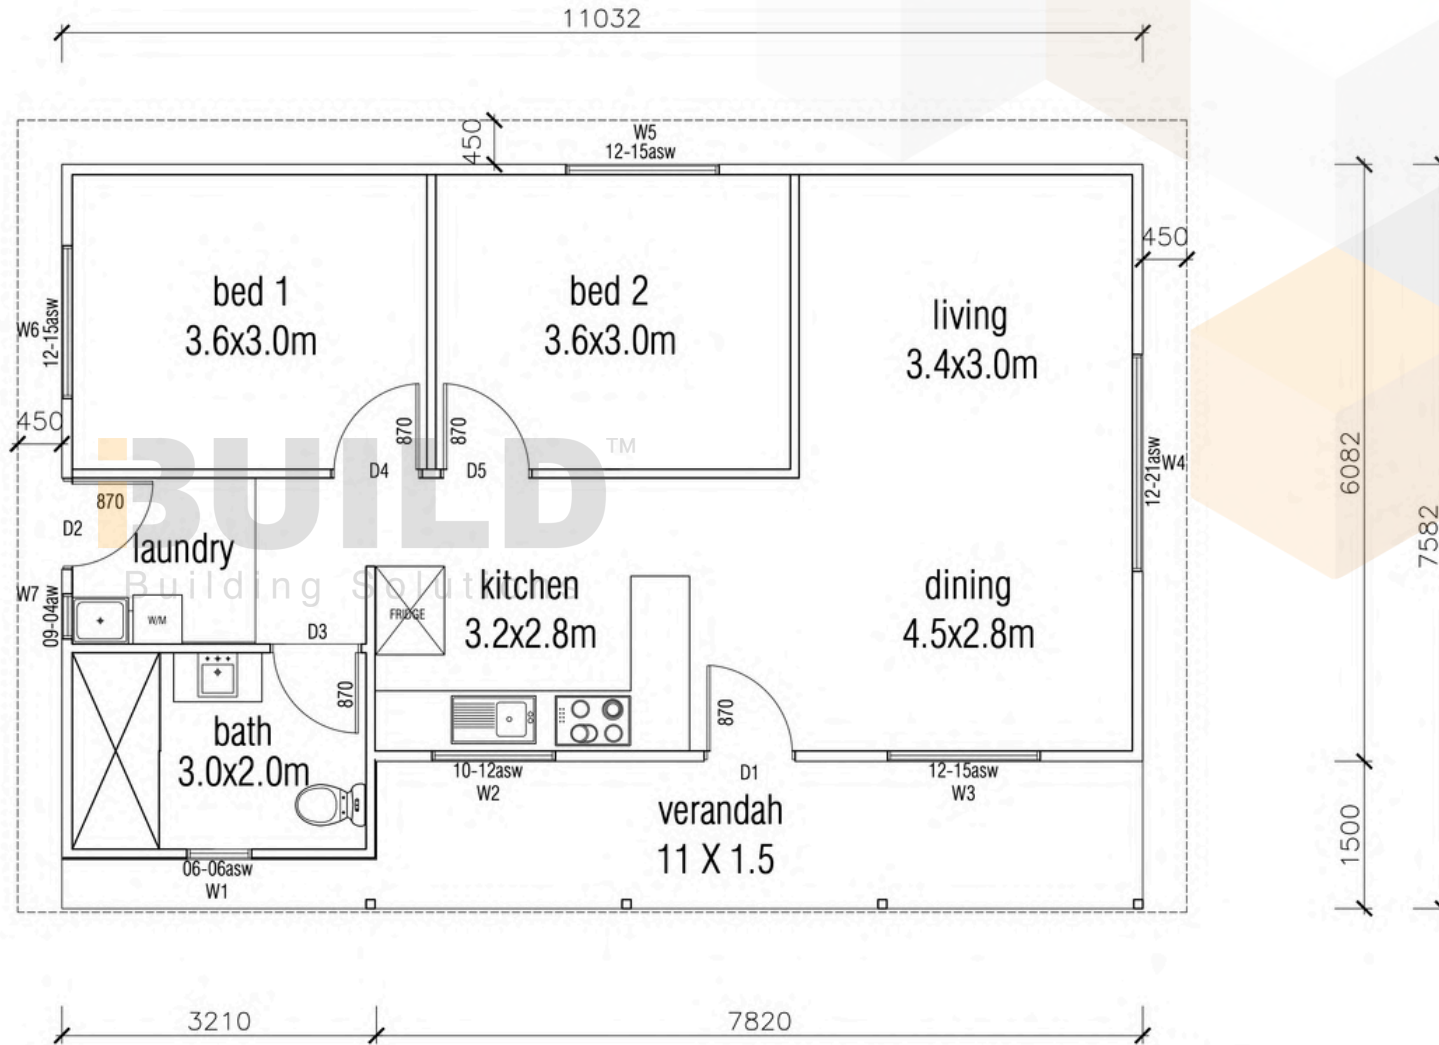 11032
450
W5
12-15asw
450
bed 1
3.6x3.0m
bed 2
3.6x3.0m
living
3.4x3.0m
W6
12-15asw
450
870
870
iBUILD™
Building Solutions
D4
D5
W4
12-21asw
6082
7582
870
D2
laundry
W7
09-04aw
W/M
D3
FRIDGE
kitchen
3.2x2.8m
dining
4.5x2.8m
870
870
bath
3.0x2.0m
10-12asw
W2
D1
12-15asw
W3
verandah
11 X 1.5
1500
06-06asw
W1
3210
7820